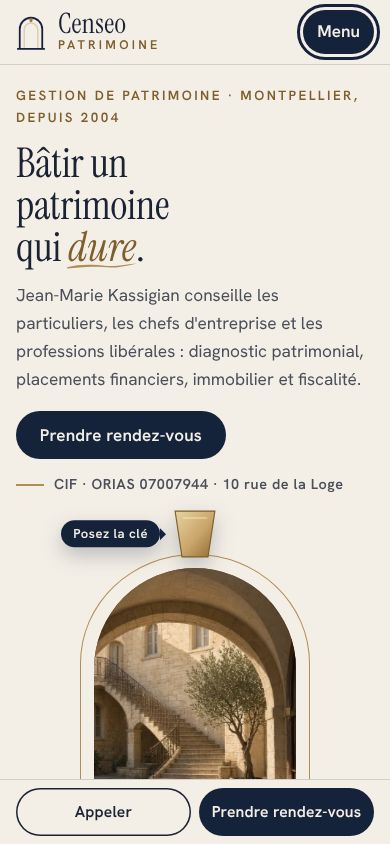 Censeo
PATRIMOINE
Menu
GESTION DE PATRIMOINE · MONTPELLIER,
DEPUIS 2004
Bâtir un
patrimoine
qui dure.
Jean-Marie Kassigian conseille les
particuliers, les chefs d'entreprise et les
professions libérales : diagnostic patrimonial,
placements financiers, immobilier et fiscalité.
Prendre rendez-vous
CIF · ORIAS 07007944 · 10 rue de la Loge
Posez la clé
Appeler
Prendre rendez-vous